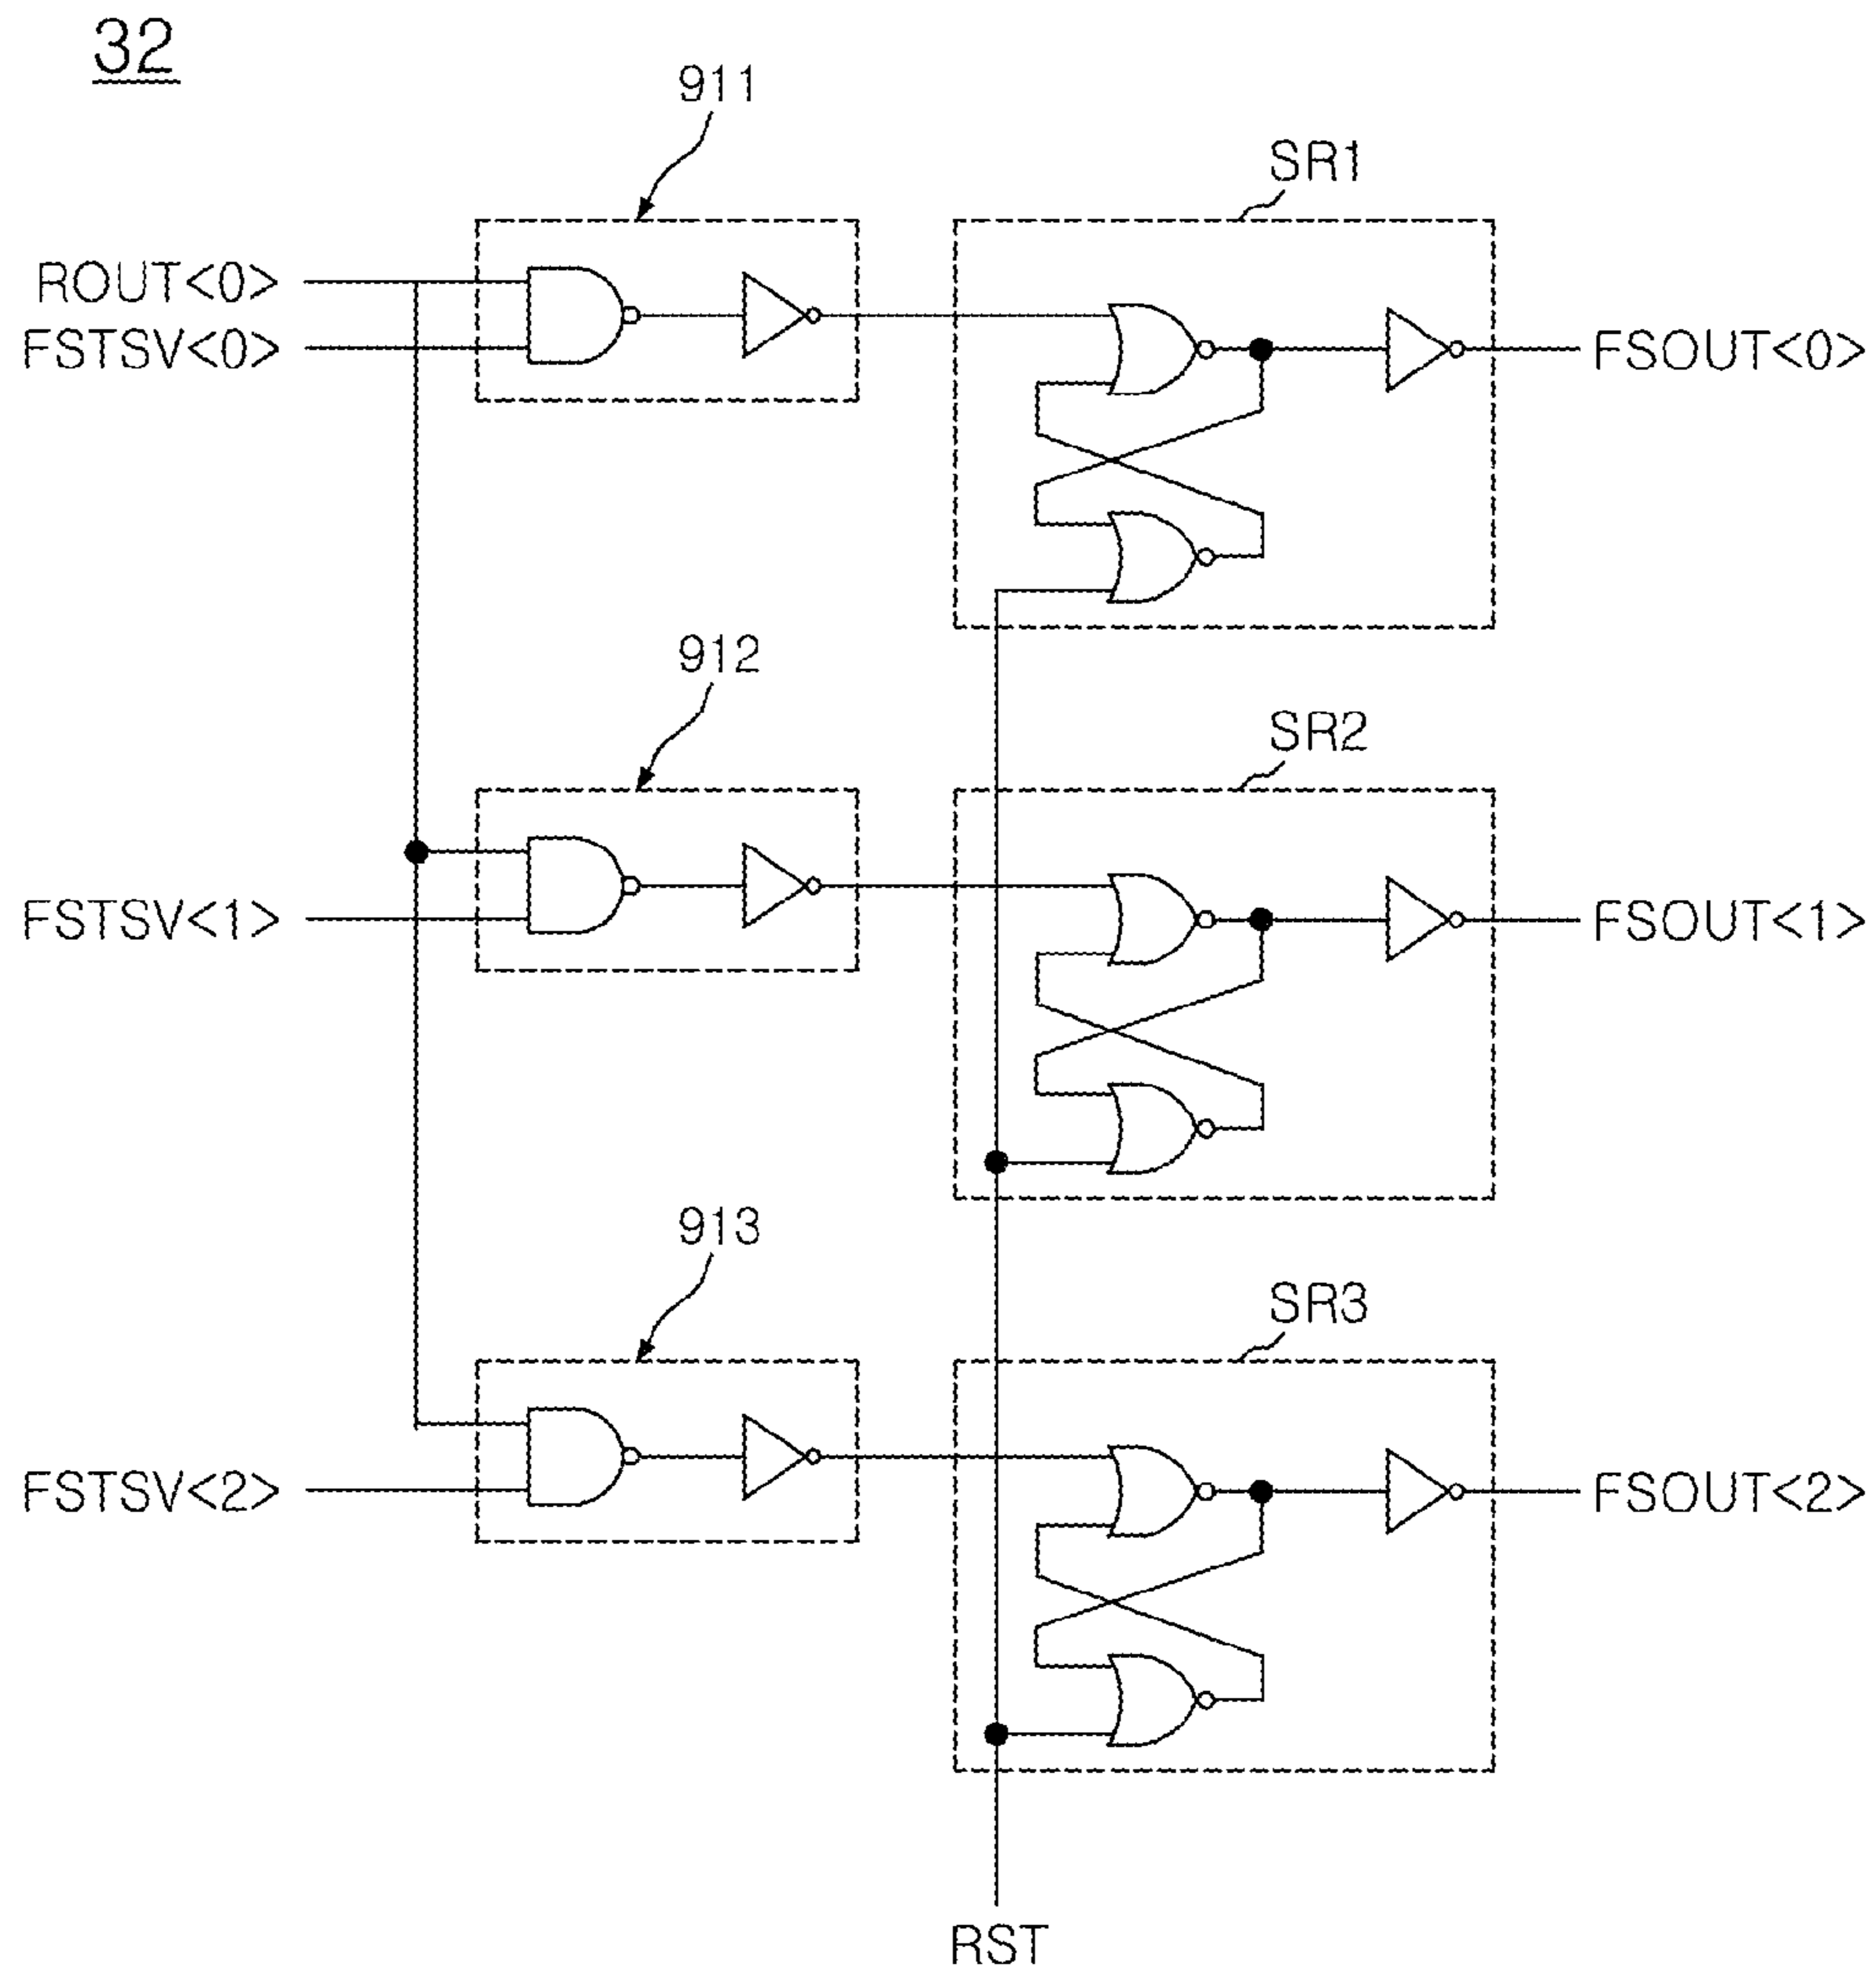 32
911
SR1
ROUT<0>
FSTSV<0>
FSOUT<0>
912
SR2
FSTSV<1>
FSOUT<1>
913
SR3
FSTSV<2>
FSOUT<2>
RST